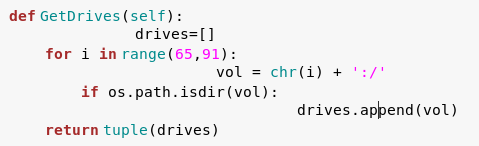 def GetDrives(self):
drives=[]
for i in range(65,91):
vol = chr(i) + ':/'
if os.path.isdir(vol):
drives.append(vol)
return tuple(drives)